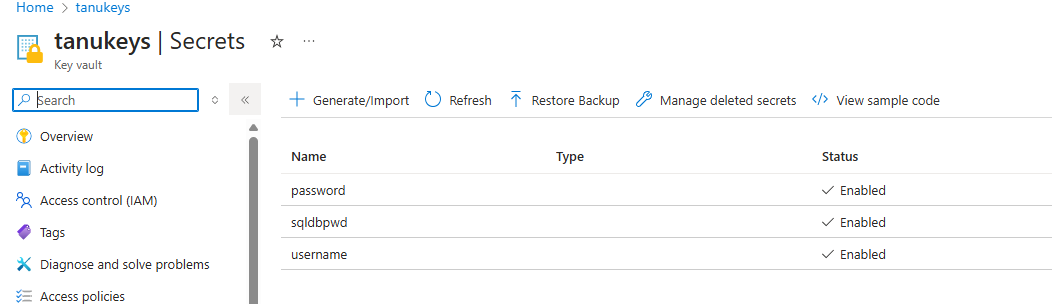 Home > tanukeys
tanukeys | Secrets
Key vault
Search
Generate/Import Refresh Restore Backup Manage deleted secrets View sample code
Overview
Activity log
Access control (IAM)
Tags
Diagnose and solve problems
Access policies
Name Type Status
password Enabled
sqldbpwd Enabled
username Enabled